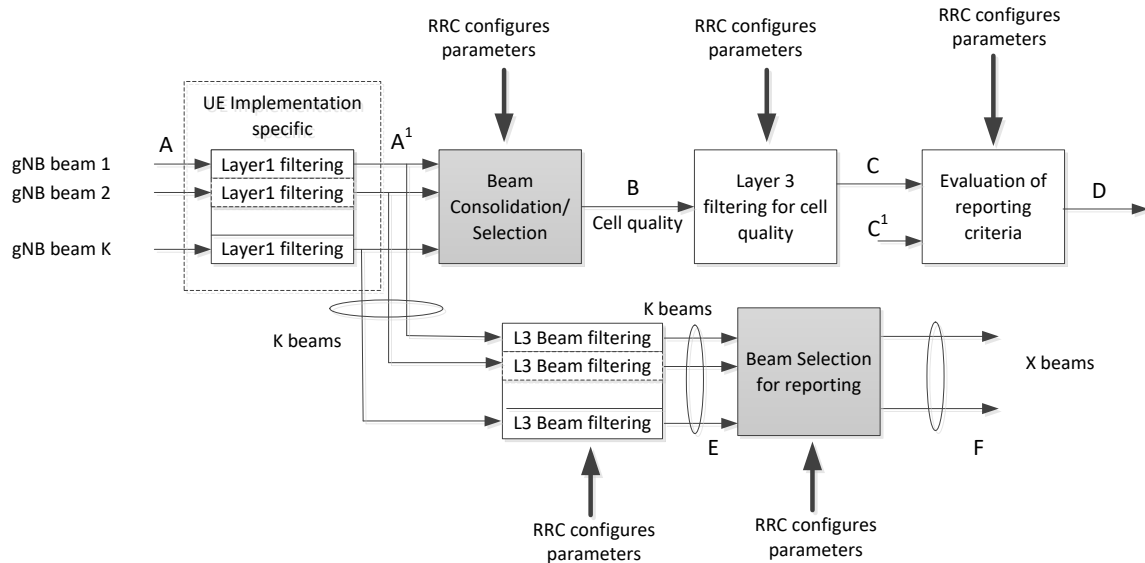 RRC configures
parameters
RRC configures
parameters
RRC configures
parameters
UE Implementation
specific
A
A¹
gNB beam 1
Layer1 filtering
gNB beam 2
Layer1 filtering
gNB beam K
Layer1 filtering
Beam
Consolidation/
Selection
B
Cell quality
Layer 3
filtering for cell
quality
C
C¹
Evaluation of
reporting
criteria
D
K beams
L3 Beam filtering
L3 Beam filtering
L3 Beam filtering
K beams
E
Beam Selection
for reporting
X beams
F
RRC configures
parameters
RRC configures
parameters